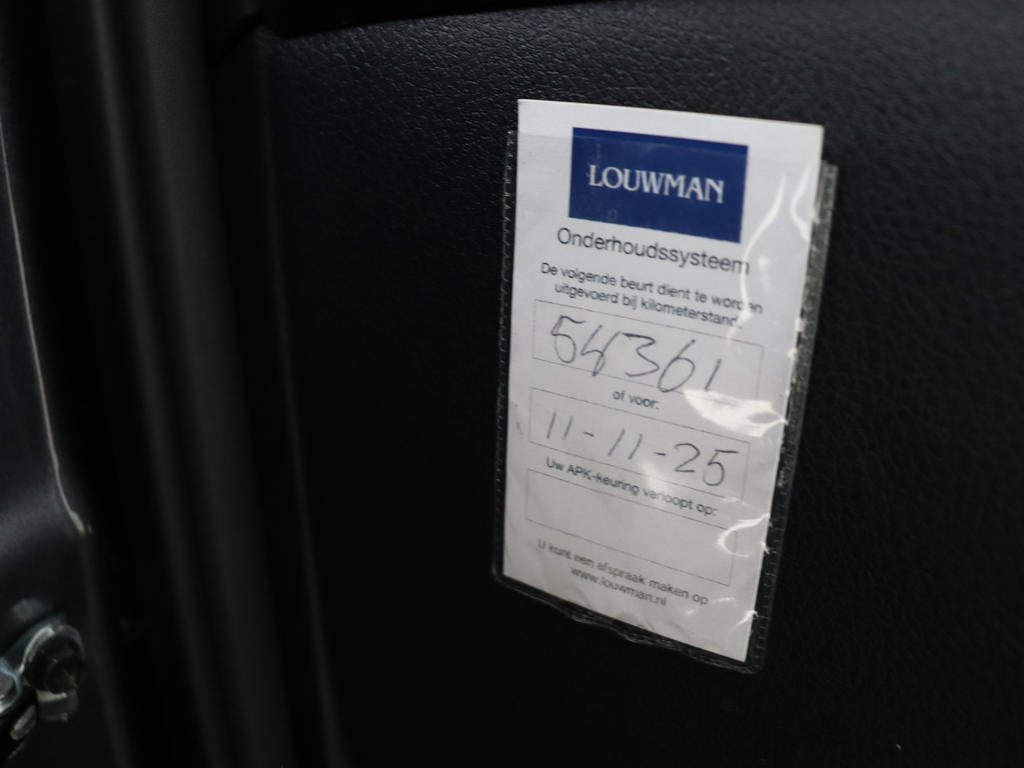 LOUWMAN
Onderhoudssysteem
De volgende beurt dient te worden
uitgevoerd bij kilometerstand:
54361
of voor:
11-11-25
Uw APK-keuring verloopt op:
U kunt een afspraak maken op
www.louwman.nl